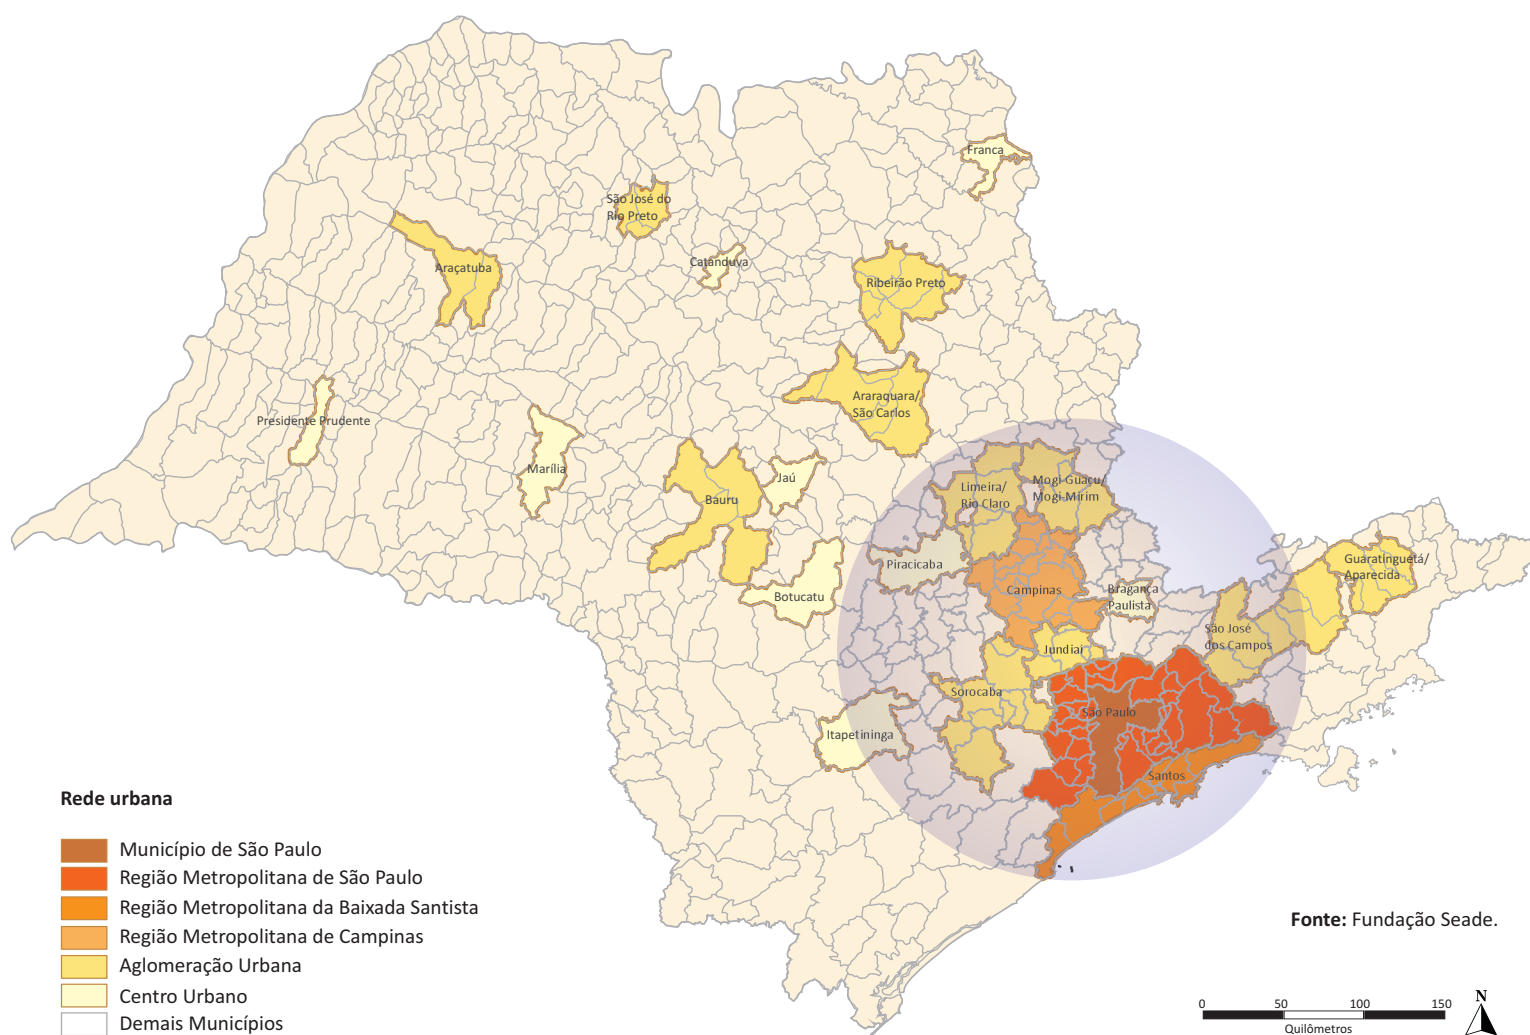 Franca
São José do
Rio Preto
Catanduva
Araçatuba
Ribeirão Preto
Araraquara/
São Carlos
Presidente Prudente
Marília
Bauru
Jaú
Limeira/
Rio Claro
Mogi-Guaçu/
Mogi-Mirim
Piracicaba
Botucatu
Campinas
Bragança
Paulista
Guaratinguetá/
Aparecida
São José
dos Campos
Jundiaí
Sorocaba
São Paulo
Itapetininga
Santos
Rede urbana
Município de São Paulo
Região Metropolitana de São Paulo
Região Metropolitana da Baixada Santista
Região Metropolitana de Campinas
Aglomeração Urbana
Centro Urbano
Demais Municípios
Fonte: Fundação Seade.
0 50 100 150
Quilômetros
N